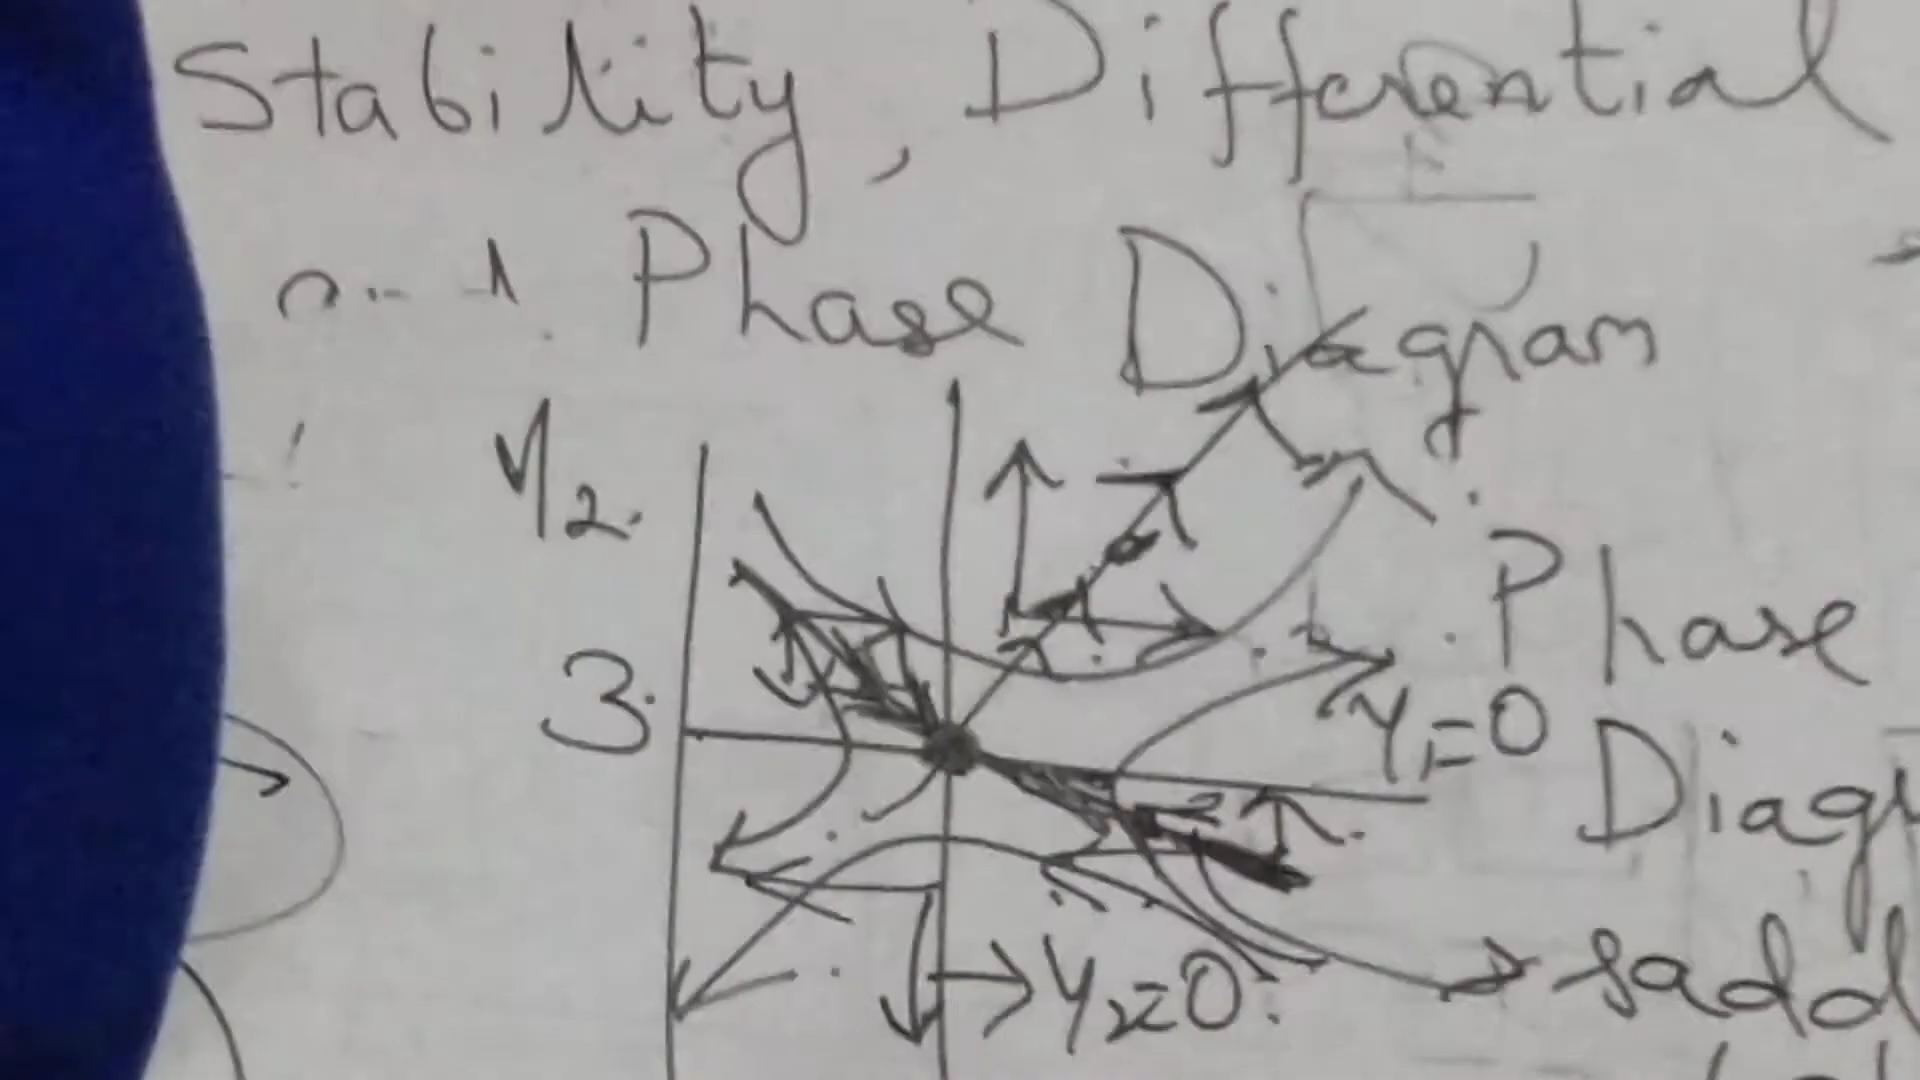 Stability, Differential
Phase Diagram
Y2.
3.
Phase
Y1=0
Diag
Y2=0.
sadd